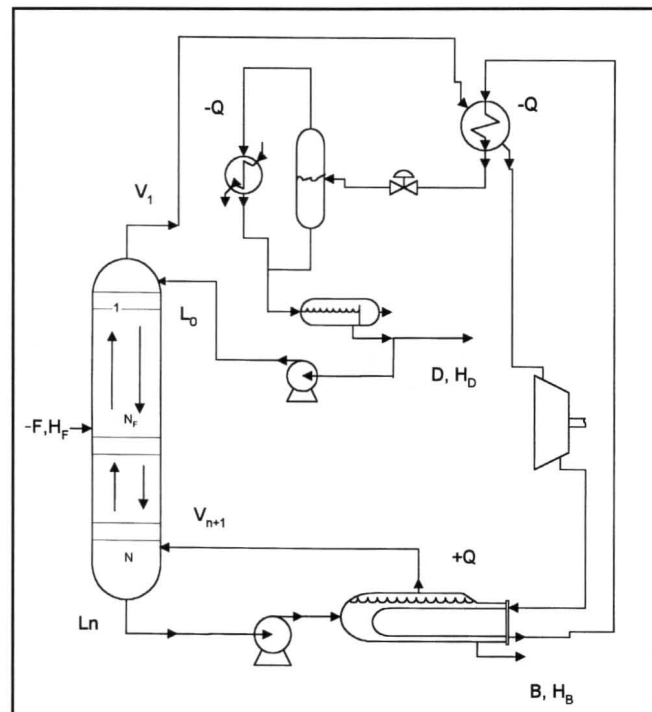 -Q
-Q
V1
1
L0
D, HD
-F,HF
NF
Vn+1
+Q
N
Ln
B, HB